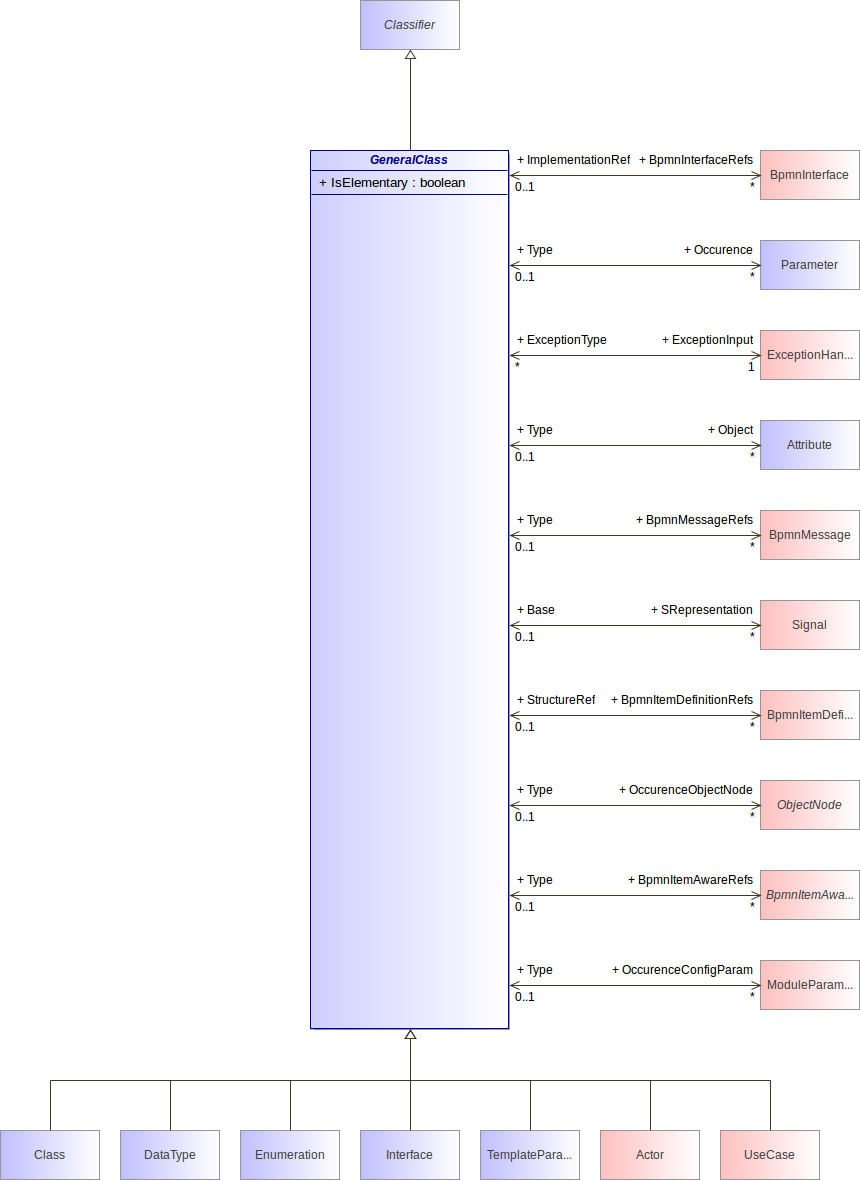 Classifier
GeneralClass
+ IsElementary : boolean
+ ImplementationRef + BpmnInterfaceRefs
0..1 *
BpmnInterface
+ Type + Occurence
0..1 *
Parameter
+ ExceptionType + ExceptionInput
* 1
ExceptionHan...
+ Type + Object
0..1 *
Attribute
+ Type + BpmnMessageRefs
0..1 *
BpmnMessage
+ Base + SRepresentation
0..1 *
Signal
+ StructureRef + BpmnItemDefinitionRefs
0..1 *
BpmnItemDefi...
+ Type + OccurenceObjectNode
0..1 *
ObjectNode
+ Type + BpmnItemAwareRefs
0..1 *
BpmnItemAwa...
+ Type + OccurenceConfigParam
0..1 *
ModuleParam...
Class DataType Enumeration Interface TemplatePara... Actor UseCase